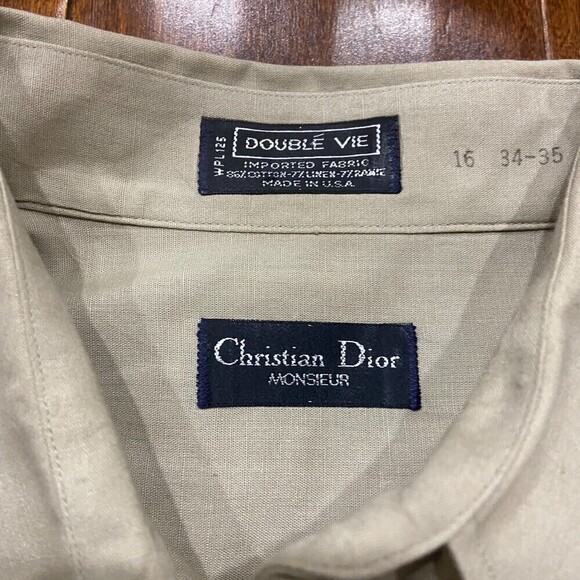 WPL125
DOUBLÉ VIE
IMPORTED FABRIC
86% COTTON-7% LINEN-7% RAMIE
MADE IN U.S.A.
16 34-35
Christian Dior
MONSIEUR